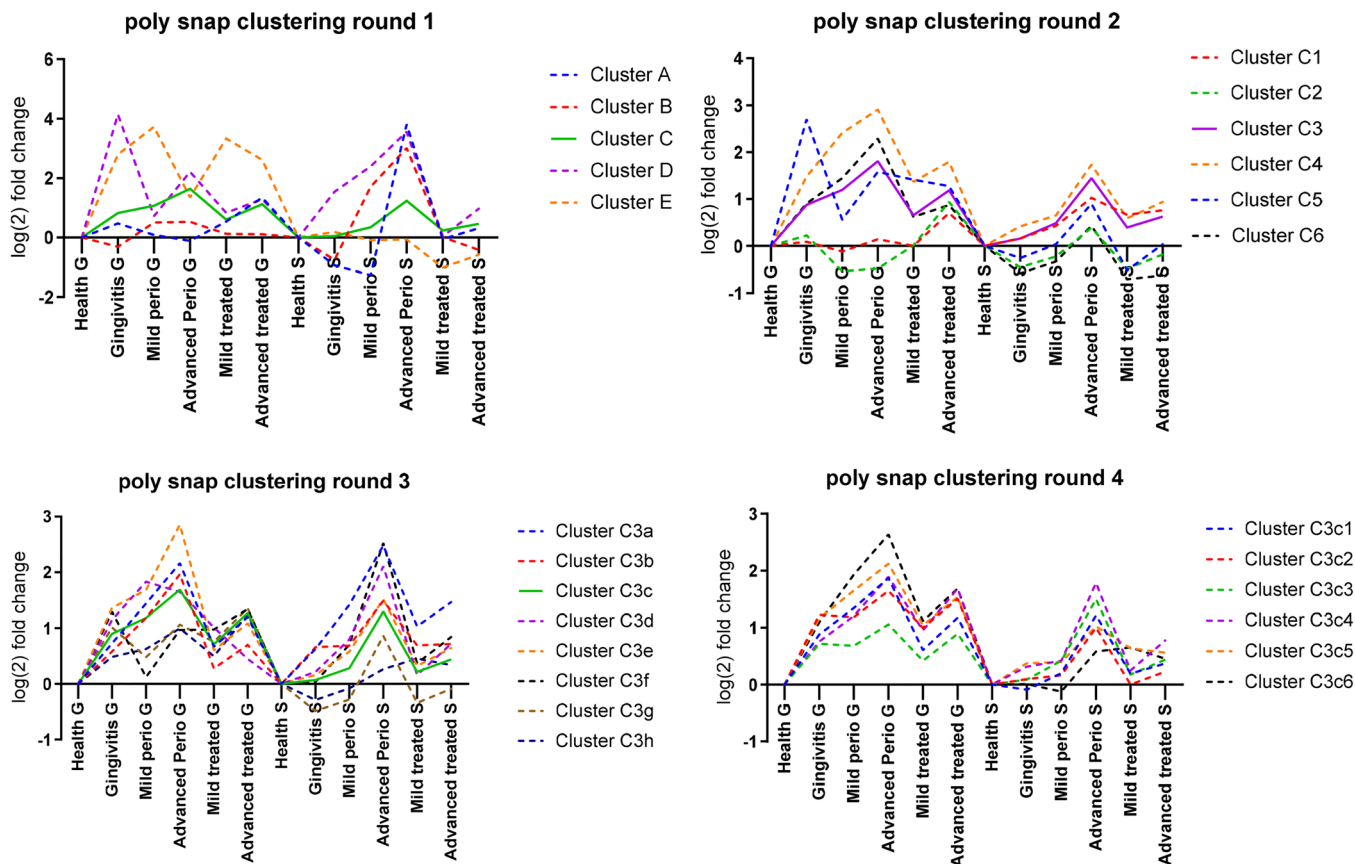 poly snap clustering round 1
log(2) fold change
6
4
2
0
-2
Health G
Gingivitis G
Mild perio G
Advanced Perio G
Mild treated G
Advanced treated G
Health S
Gingivitis S
Mild perio S
Advanced Perio S
Mild treated S
Advanced treated S
Cluster A
Cluster B
Cluster C
Cluster D
Cluster E
poly snap clustering round 2
log(2) fold change
4
3
2
1
0
-1
Health G
Gingivitis G
Mild perio G
Advanced Perio G
Mild treated G
Advanced treated G
Health S
Gingivitis S
Mild perio S
Advanced Perio S
Mild treated S
Advanced treated S
Cluster C1
Cluster C2
Cluster C3
Cluster C4
Cluster C5
Cluster C6
poly snap clustering round 3
log(2) fold change
3
2
1
0
-1
Health G
Gingivitis G
Mild perio G
Advanced Perio G
Mild treated G
Advanced treated G
Health S
Gingivitis S
Mild perio S
Advanced Perio S
Mild treated S
Advanced treated S
Cluster C3a
Cluster C3b
Cluster C3c
Cluster C3d
Cluster C3e
Cluster C3f
Cluster C3g
Cluster C3h
poly snap clustering round 4
log(2) fold change
3
2
1
0
-1
Health G
Gingivitis G
Mild perio G
Advanced Perio G
Mild treated G
Advanced treated G
Health S
Gingivitis S
Mild perio S
Advanced Perio S
Mild treated S
Advanced treated S
Cluster C3c1
Cluster C3c2
Cluster C3c3
Cluster C3c4
Cluster C3c5
Cluster C3c6